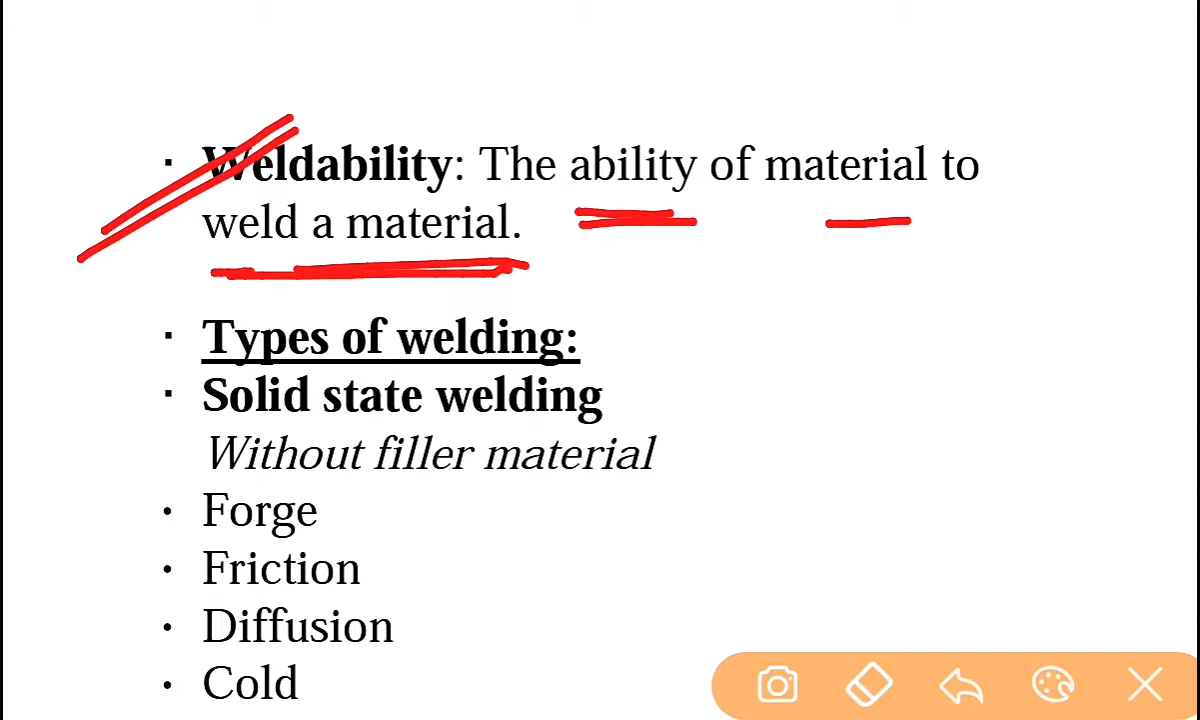 · Weldability: The ability of material to
weld a material.
· Types of welding:
· Solid state welding
Without filler material
· Forge
· Friction
· Diffusion
· Cold